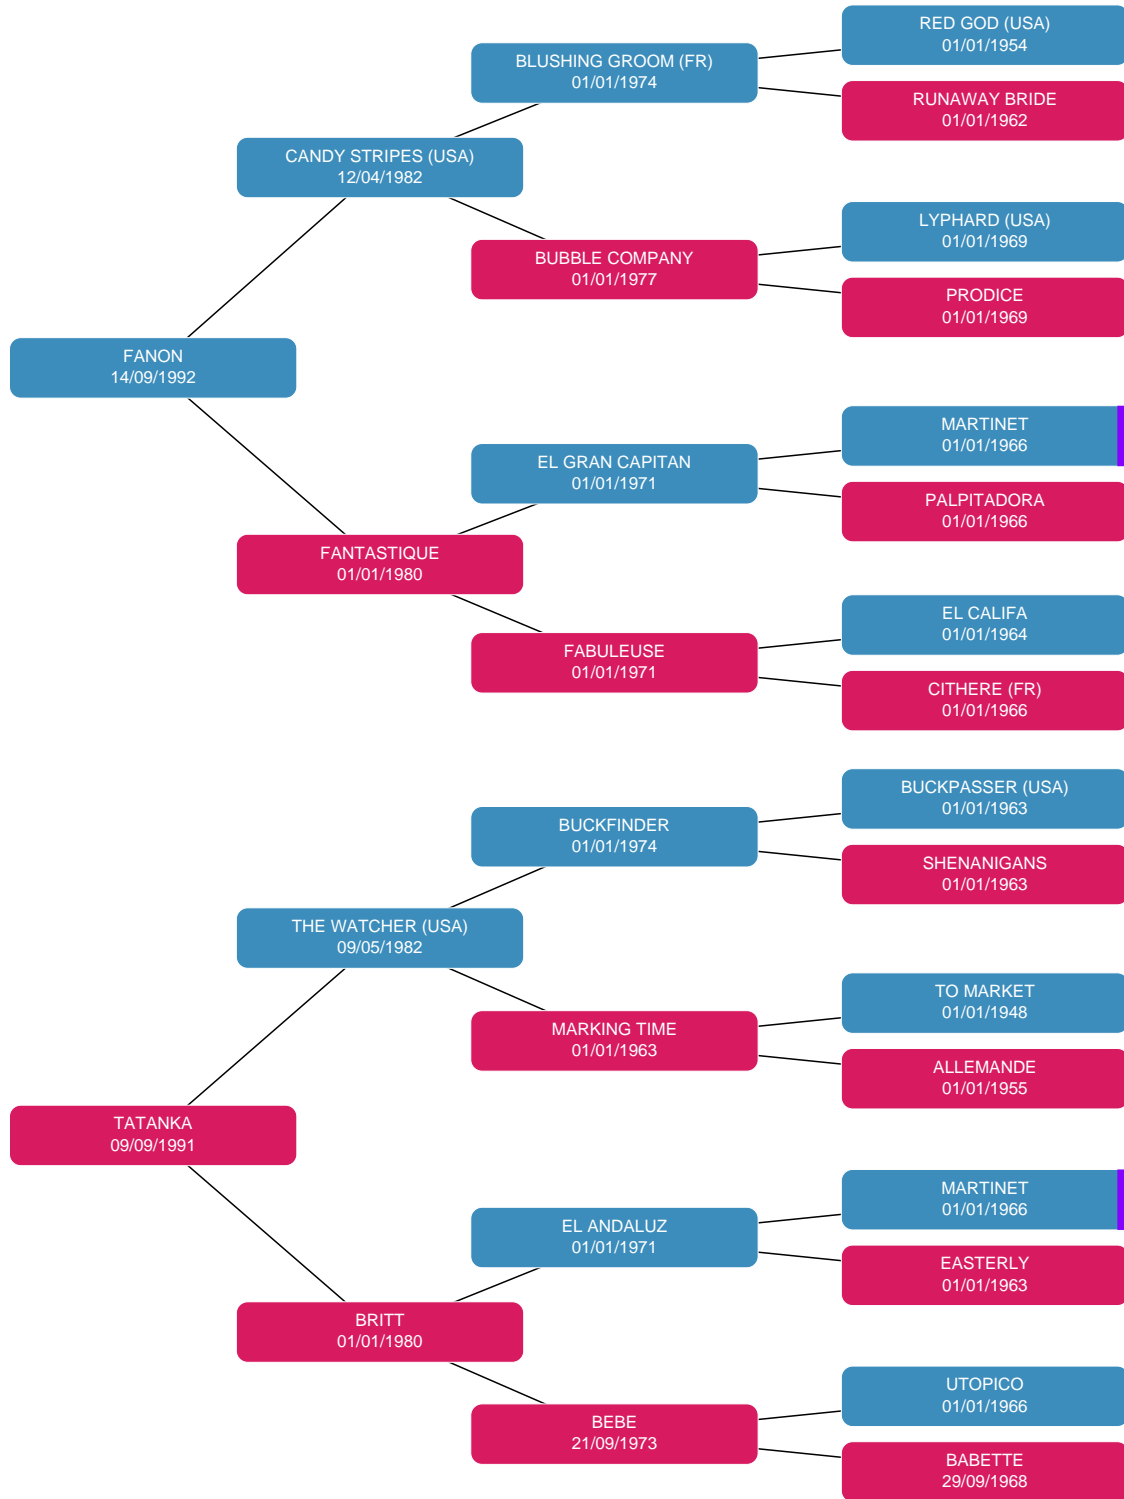 RED GOD (USA)
01/01/1954
BLUSHING GROOM (FR)
01/01/1974
RUNAWAY BRIDE
01/01/1962
CANDY STRIPES (USA)
12/04/1982
LYPHARD (USA)
01/01/1969
BUBBLE COMPANY
01/01/1977
PRODICE
01/01/1969
FANON
14/09/1992
MARTINET
01/01/1966
EL GRAN CAPITAN
01/01/1971
PALPITADORA
01/01/1966
FANTASTIQUE
01/01/1980
EL CALIFA
01/01/1964
FABULEUSE
01/01/1971
CITHERE (FR)
01/01/1966
BUCKPASSER (USA)
01/01/1963
BUCKFINDER
01/01/1974
SHENANIGANS
01/01/1963
THE WATCHER (USA)
09/05/1982
TO MARKET
01/01/1948
MARKING TIME
01/01/1963
ALLEMANDE
01/01/1955
TATANKA
09/09/1991
MARTINET
01/01/1966
EL ANDALUZ
01/01/1971
EASTERLY
01/01/1963
BRITT
01/01/1980
UTOPICO
01/01/1966
BEBE
21/09/1973
BABETTE
29/09/1968